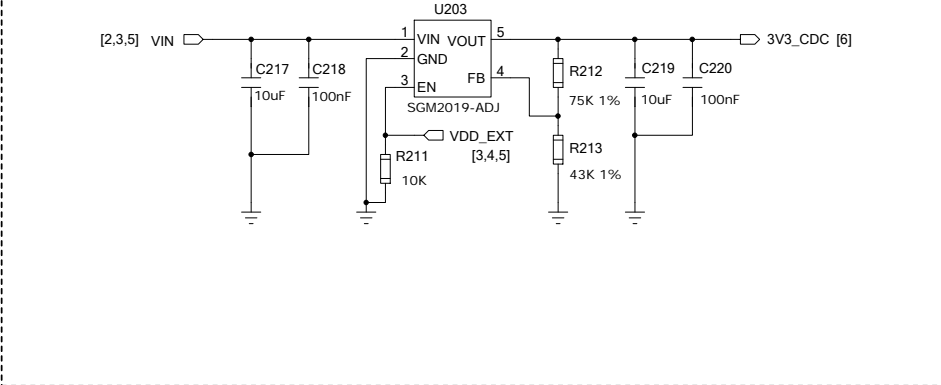 U203
[2,3,5] VIN
1 VIN VOUT 5
3V3_CDC [6]
2 GND
C217 C218
FB 4
R212
C219 C220
3 EN
10uF 100nF
SGM2019-ADJ
75K 1%
10uF 100nF
VDD_EXT
R211
[3,4,5]
R213
10K
43K 1%